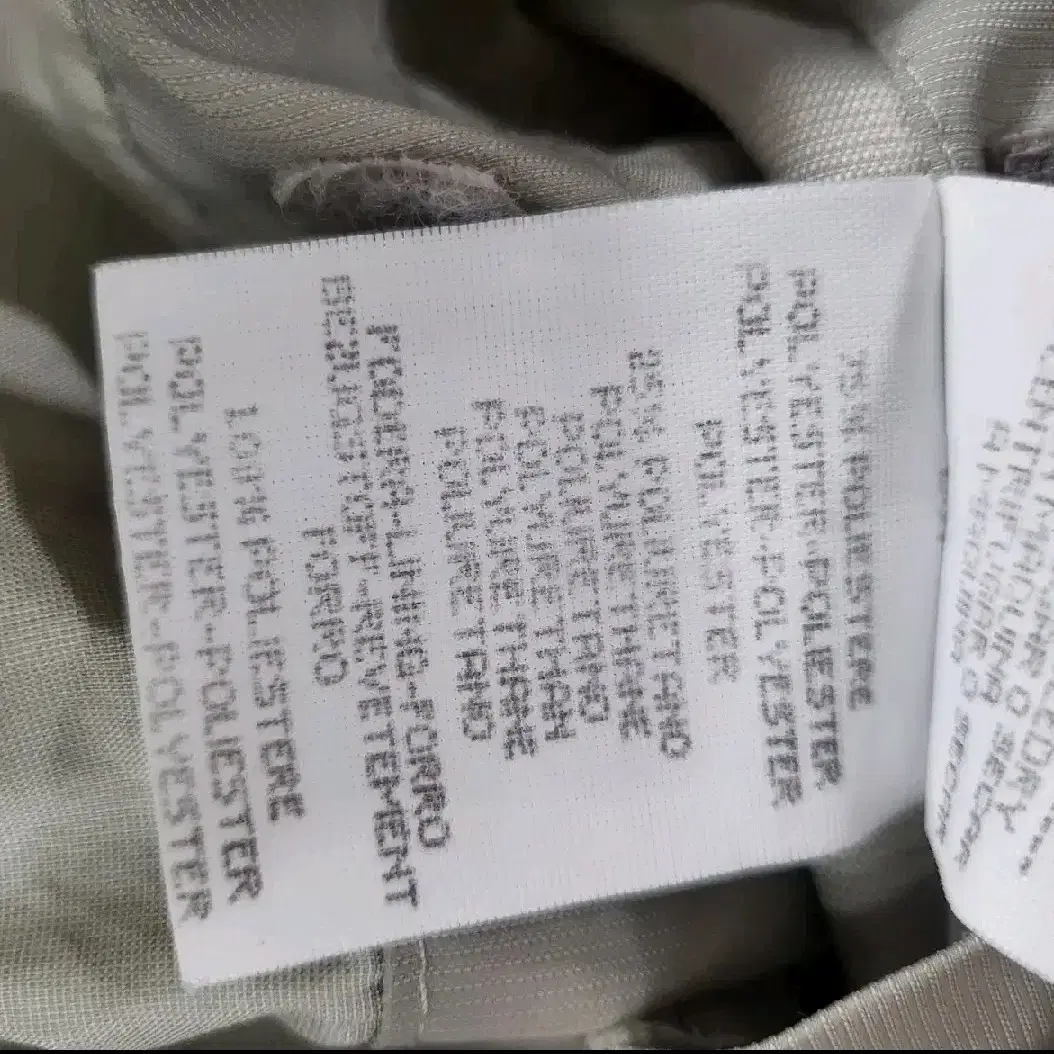 75% POLIESTERE
POLYESTER-POLIESTER
POLYESTER-POLYESTER
POLYESTER
25% POLIURETANO
POLYURETHANE
POLIURETANO
POLYURETHAN
POLYURETHANE
POLIURETANO
FODERA-LINING-FORRO
BEZUGSTOFF-REVETEMENT
FORRO
100% POLIESTERE
POLYESTER-POLIESTER
POLYESTER-POLYESTER